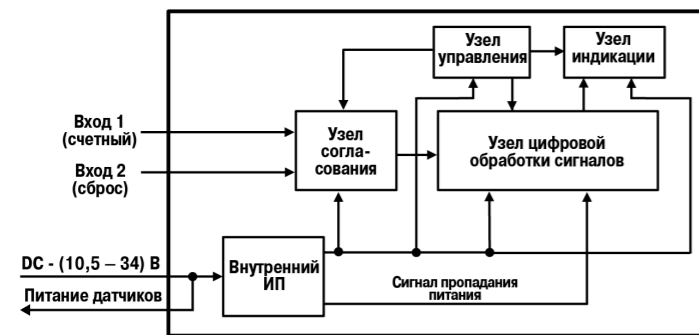 Узел
управления
Узел
индикации
Вход 1
(счетный)
Вход 2
(сброс)
Узел
согла-
сования
Узел цифровой
обработки сигналов
DC - (10,5 – 34) В
Питание датчиков
Внутренний
ИП
Сигнал пропадания
питания